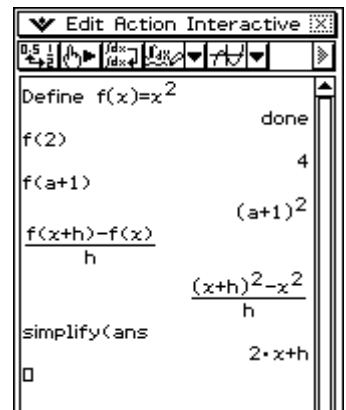 Edit Action Interactive
Define f(x)=x²
done
f(2)
4
f(a+1)
(a+1)²
f(x+h)-f(x)
h
(x+h)²-x²
h
simplify(ans
2·x+h